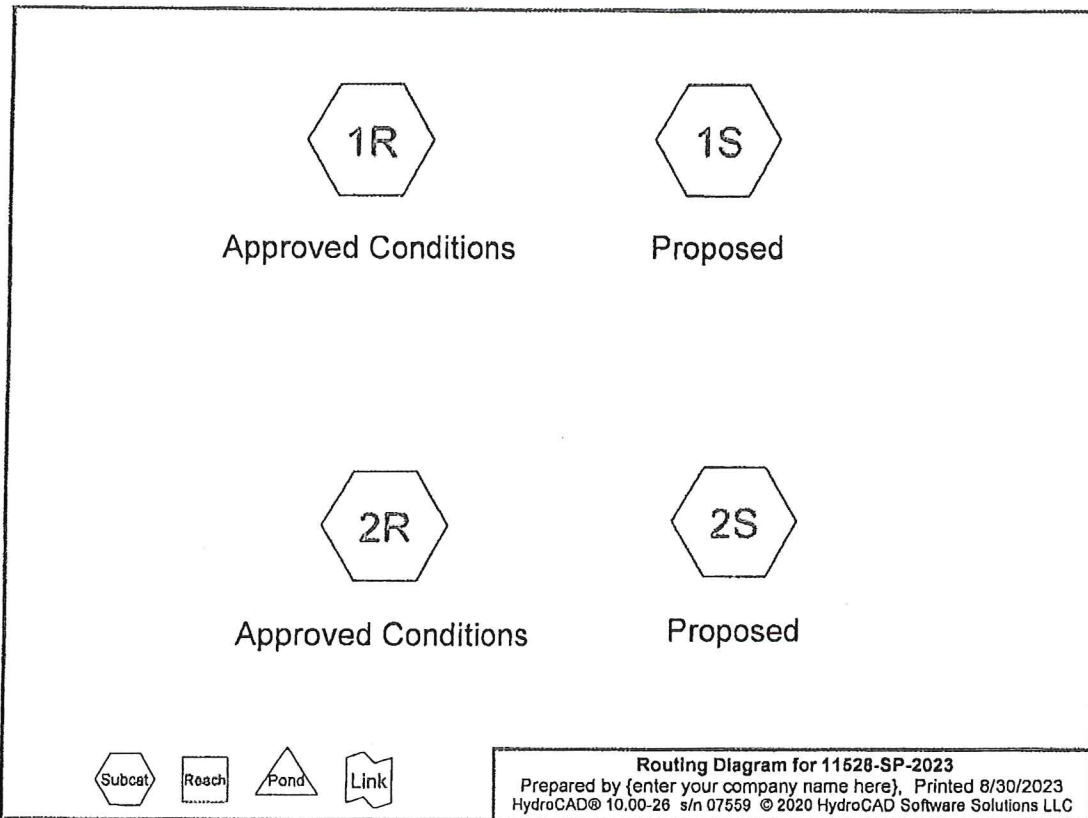 1R
1S
Approved Conditions
Proposed
2R
2S
Approved Conditions
Proposed
Subcat
Reach
Pond
Link
Routing Diagram for 11528-SP-2023
Prepared by {enter your company name here}, Printed 8/30/2023
HydroCAD® 10.00-26 s/n 07559 © 2020 HydroCAD Software Solutions LLC